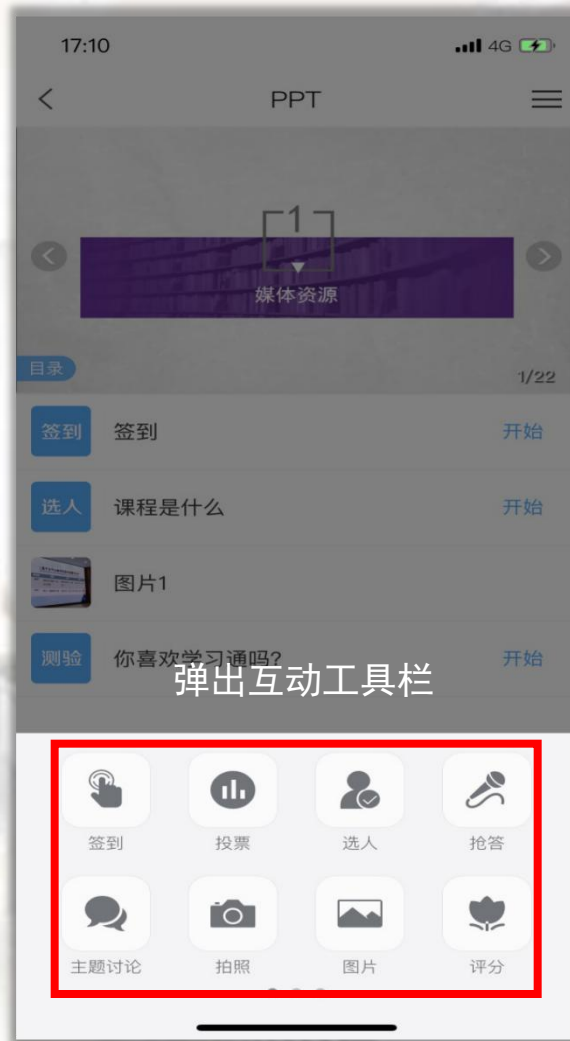 17:10
4G
PPT
1
媒体资源
目录
1/22
签到 签到 开始
选人 课程是什么 开始
图片1
测验 你喜欢学习通吗? 开始
弹出互动工具栏
签到 投票 选人 抢答
主题讨论 拍照 图片 评分